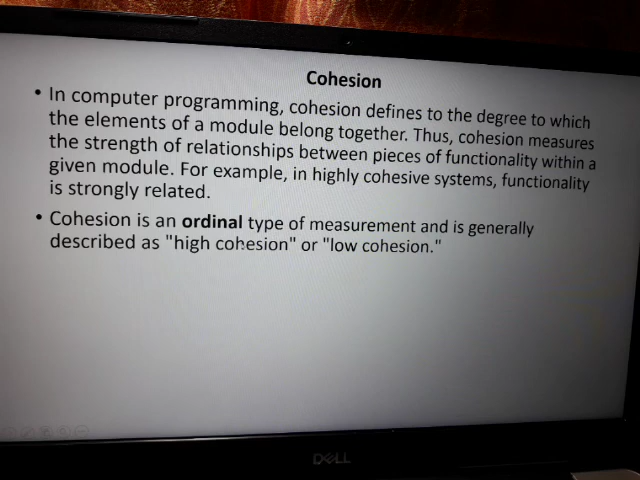 Cohesion
• In computer programming, cohesion defines to the degree to which
the elements of a module belong together. Thus, cohesion measures
the strength of relationships between pieces of functionality within a
given module. For example, in highly cohesive systems, functionality
is strongly related.
• Cohesion is an ordinal type of measurement and is generally
described as "high cohesion" or "low cohesion."
DELL